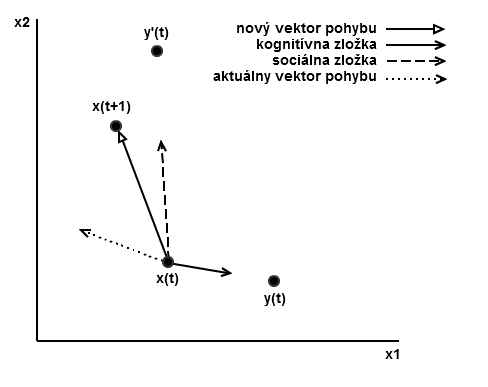 x2
y'(t)
nový vektor pohybu
kognitívna zložka
sociálna zložka
aktuálny vektor pohybu
x(t+1)
x(t)
y(t)
x1